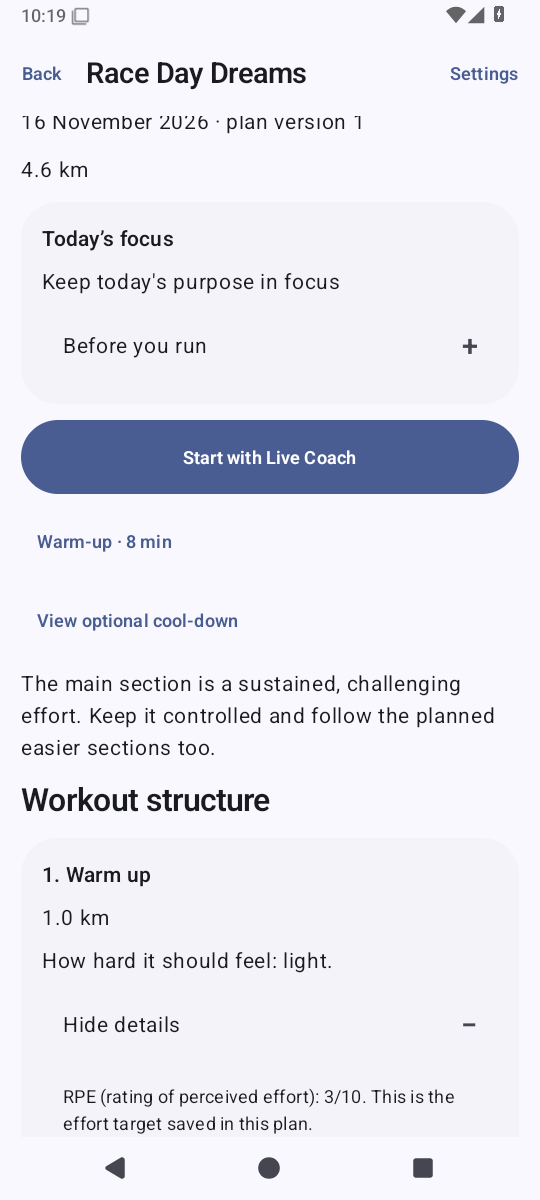 10:19
Back Race Day Dreams Settings
16 November 2026 · plan version 1
4.6 km
Today’s focus
Keep today's purpose in focus
Before you run +
Start with Live Coach
Warm-up · 8 min
View optional cool-down
The main section is a sustained, challenging
effort. Keep it controlled and follow the planned
easier sections too.
Workout structure
1. Warm up
1.0 km
How hard it should feel: light.
Hide details −
RPE (rating of perceived effort): 3/10. This is the
effort target saved in this plan.